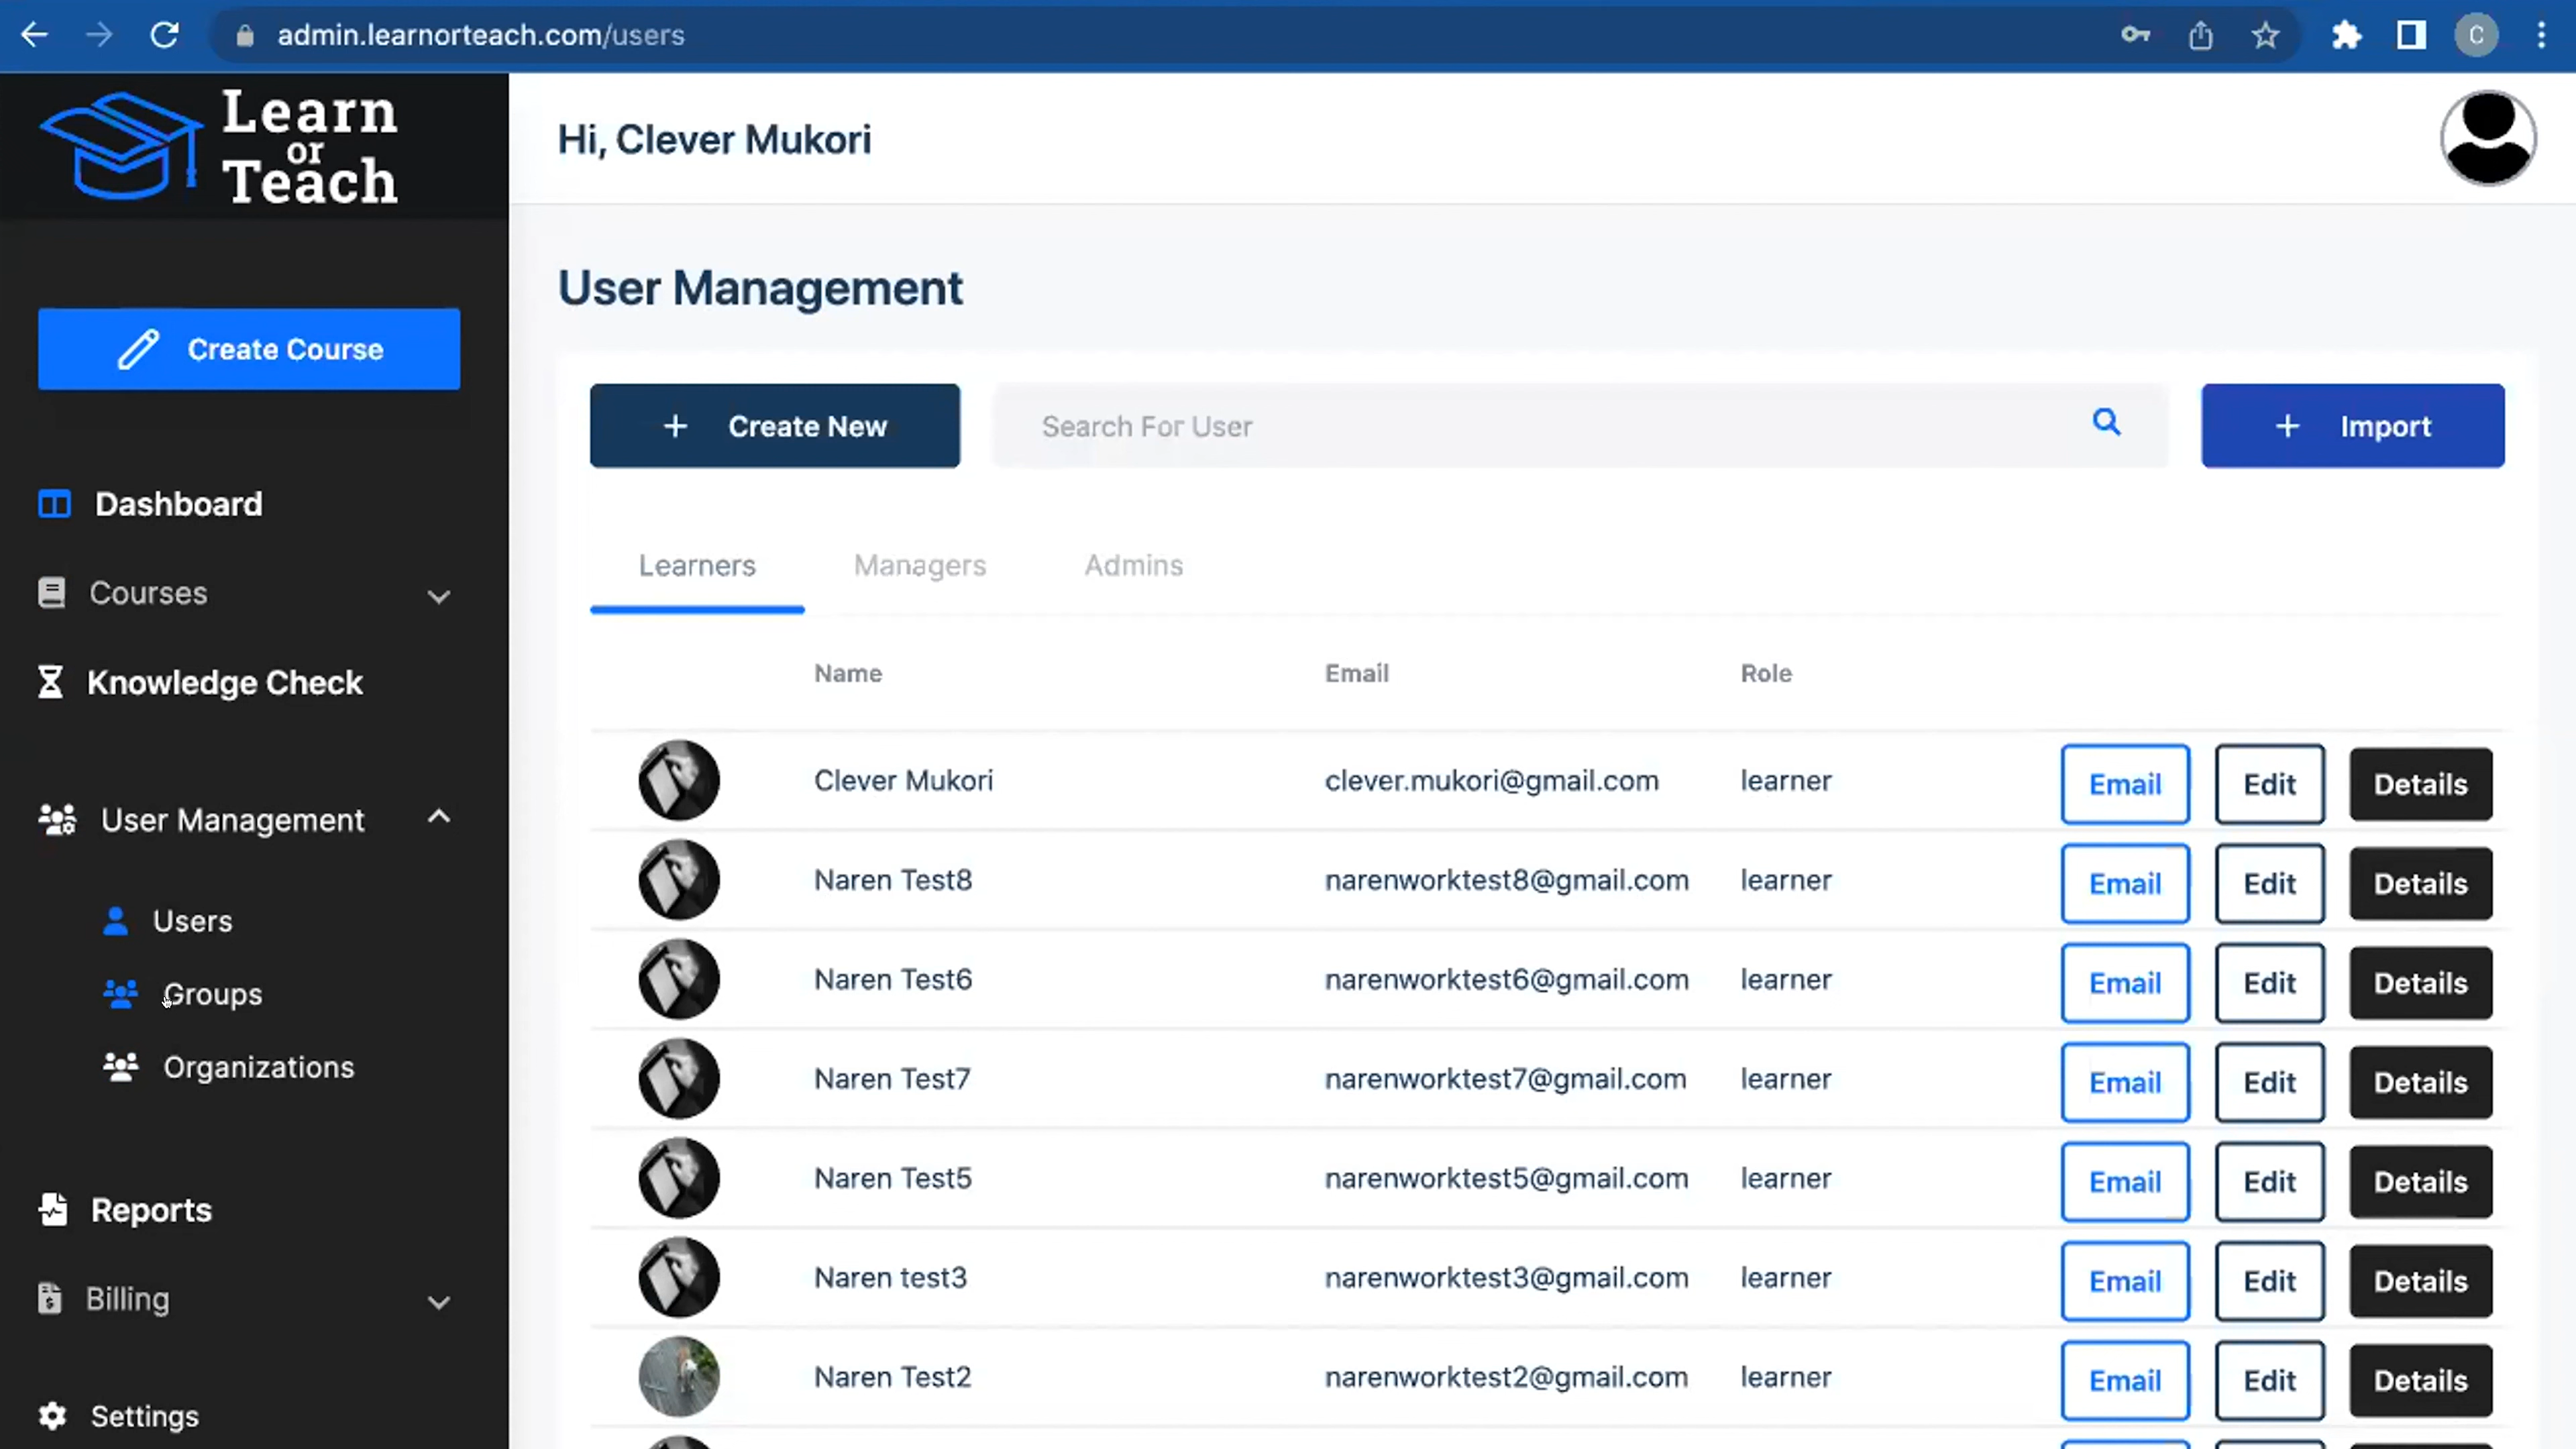 admin.learnorteach.com/users
C
Learn
or
Teach
Hi, Clever Mukori
Create Course
Dashboard
Courses
Knowledge Check
User Management
Users
Groups
Organizations
Reports
Billing
Settings
User Management
+ Create New
Search For User
+ Import
Learners Managers Admins
Name Email Role
Clever Mukori clever.mukori@gmail.com learner Email Edit Details
Naren Test8 narenworktest8@gmail.com learner Email Edit Details
Naren Test6 narenworktest6@gmail.com learner Email Edit Details
Naren Test7 narenworktest7@gmail.com learner Email Edit Details
Naren Test5 narenworktest5@gmail.com learner Email Edit Details
Naren test3 narenworktest3@gmail.com learner Email Edit Details
Naren Test2 narenworktest2@gmail.com learner Email Edit Details